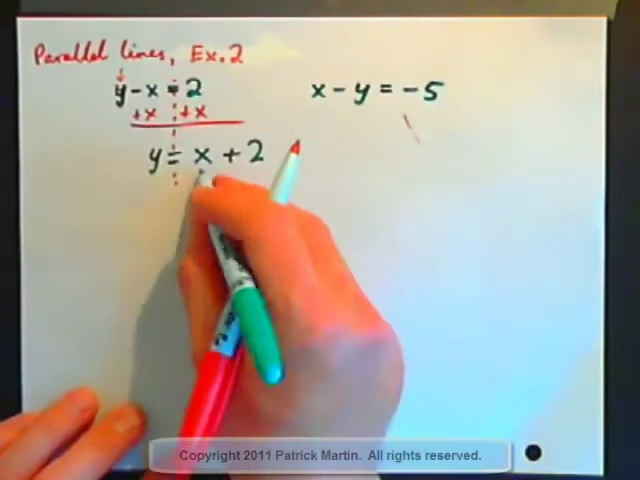 Parallel lines, Ex.2
y - x = 2
x - y = -5
+x +x
y = x + 2
Copyright 2011 Patrick Martin. All rights reserved.